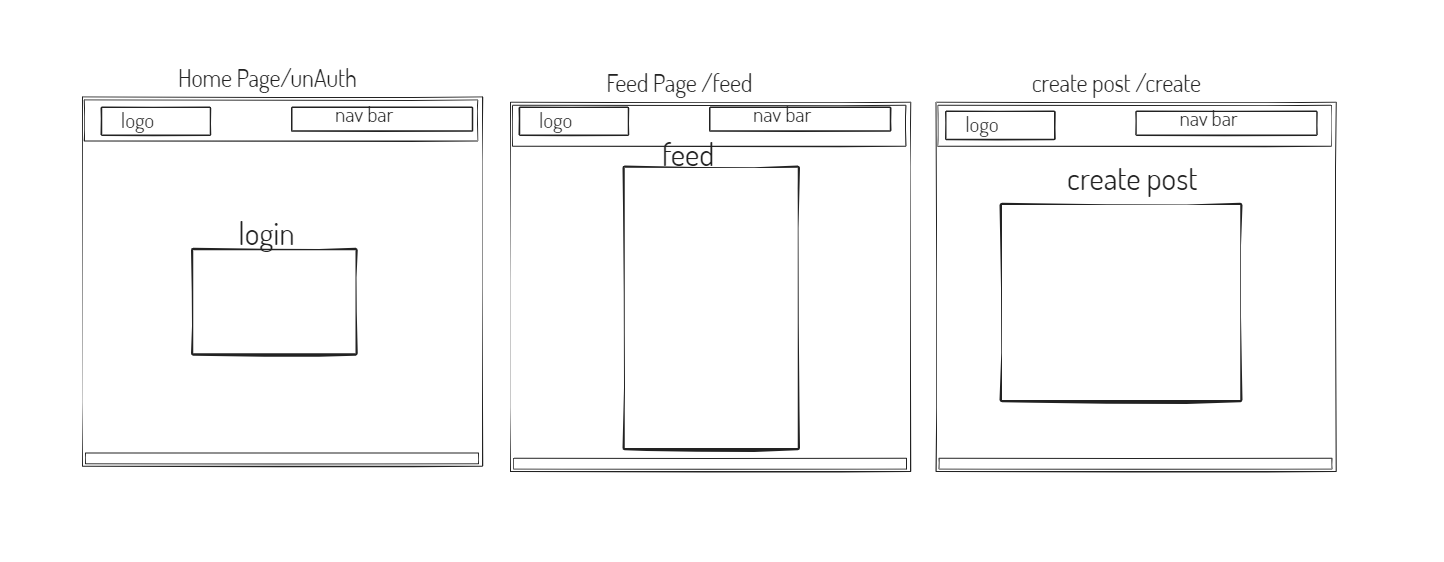 Home Page/unAuth
logo
nav bar
login
Feed Page /feed
logo
nav bar
feed
create post /create
logo
nav bar
create post